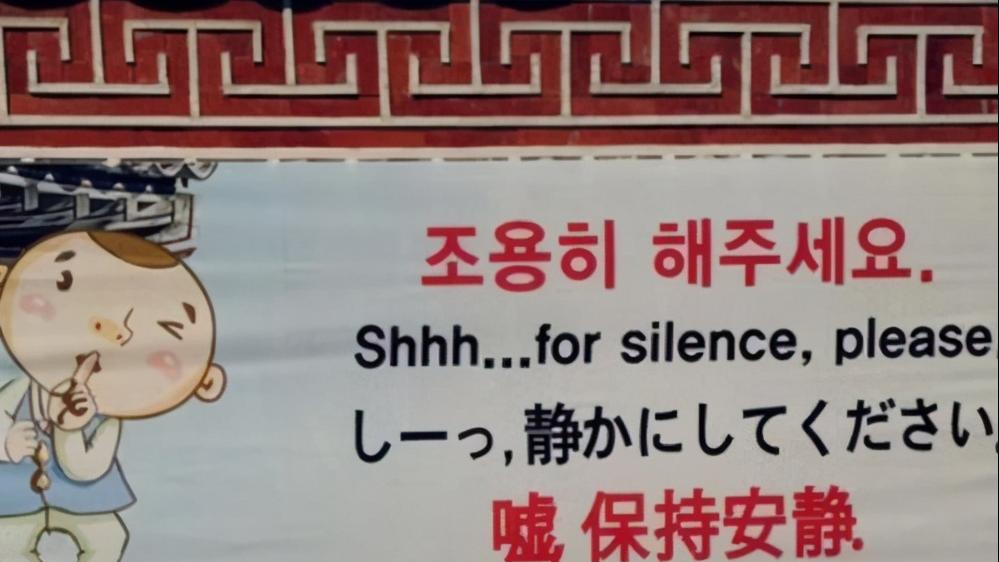 조용히 해주세요.
Shhh...for silence, please
しーっ,静かにしてください
嘘 保持安静.